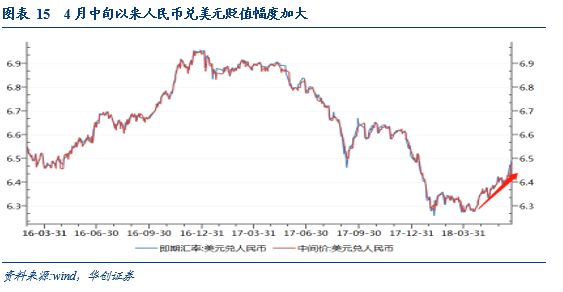 图表 15 4 月中旬以来人民币兑美元贬值幅度加大
6.9 6.9
6.8 6.8
6.7 6.7
6.6 6.6
6.5 6.5
6.4 6.4
6.3 6.3
16-03-31 16-06-30 16-09-30 16-12-31 17-03-31 17-06-30 17-09-30 17-12-31 18-03-31
即期汇率:美元兑人民币 中间价:美元兑人民币
资料来源:wind，华创证券